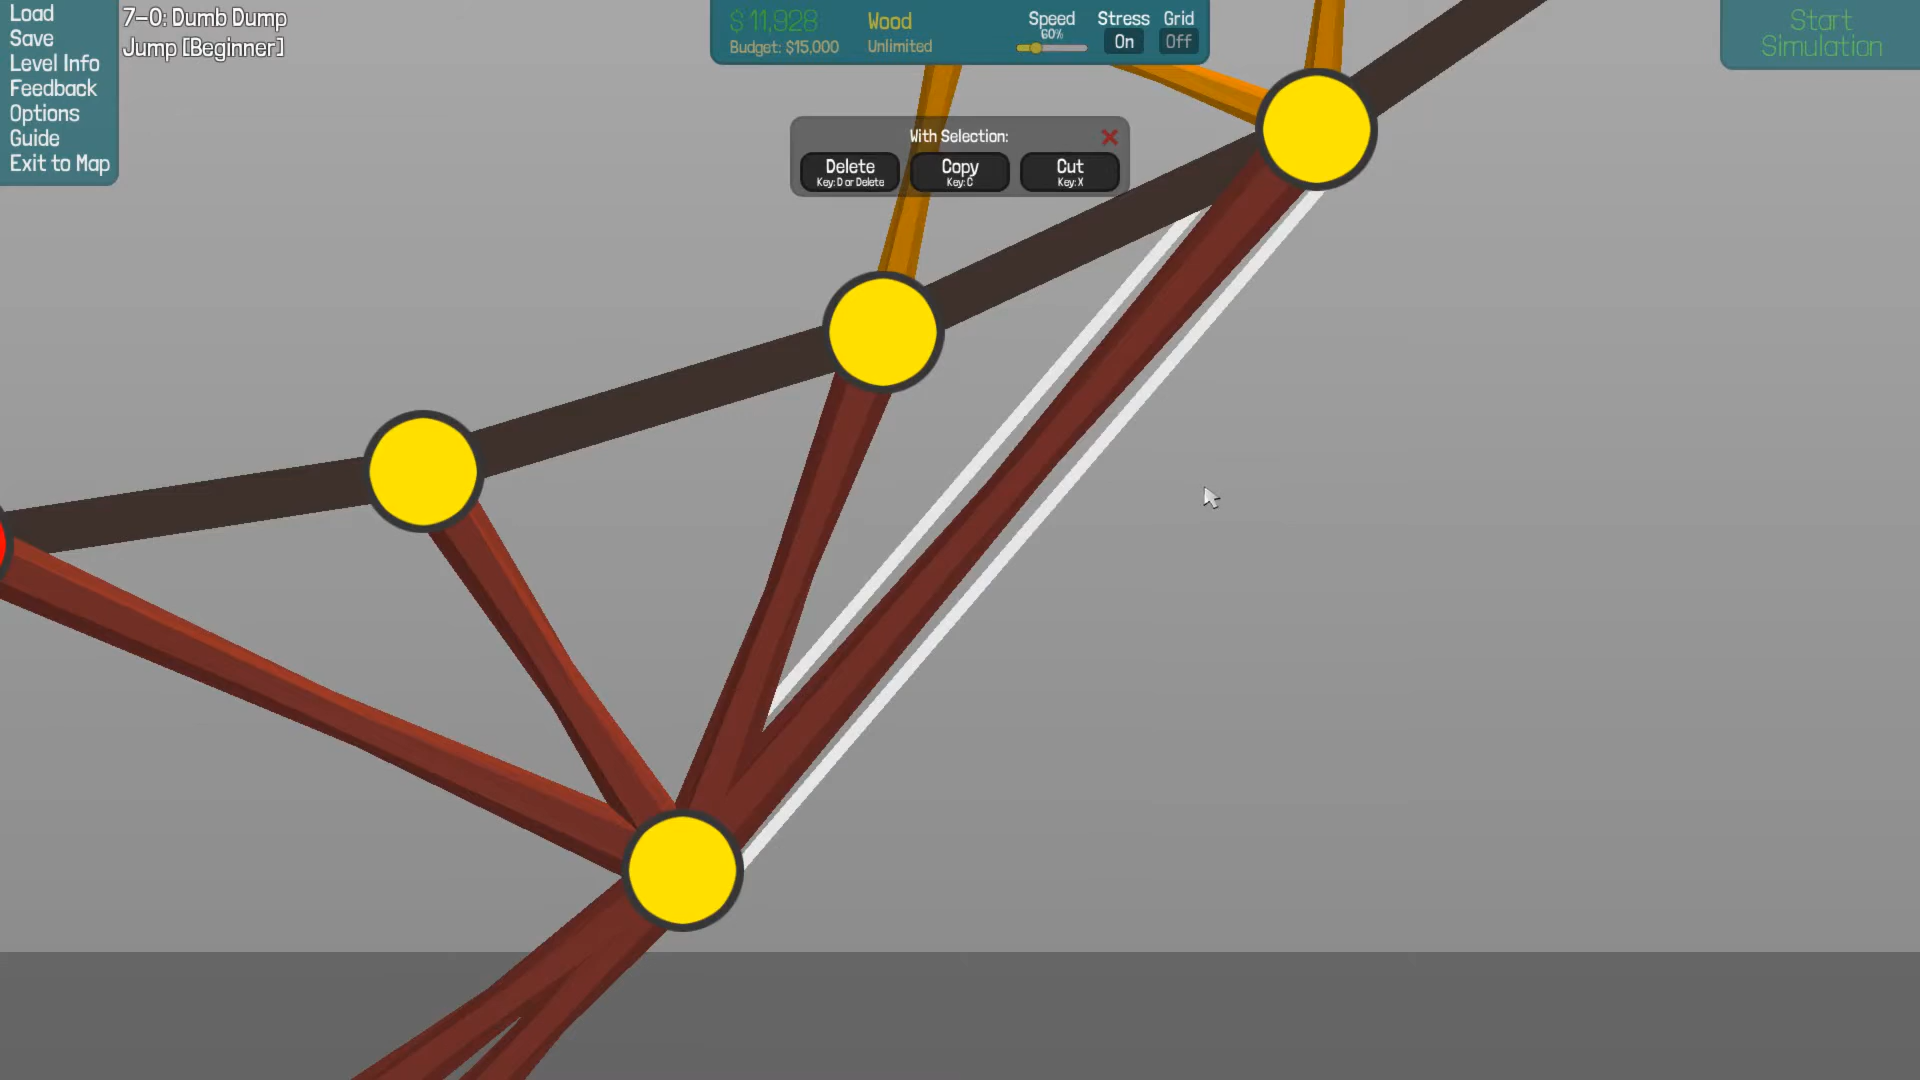 Load
Save
Level Info
Feedback
Options
Guide
Exit to Map
7-0: Dumb Dump
Jump [Beginner]
$ 11,928
Budget: $15,000
Wood
Unlimited
Speed
60%
Stress
On
Grid
Off
Start
Simulation
With Selection:
Delete
Key: D or Delete
Copy
Key: C
Cut
Key: X